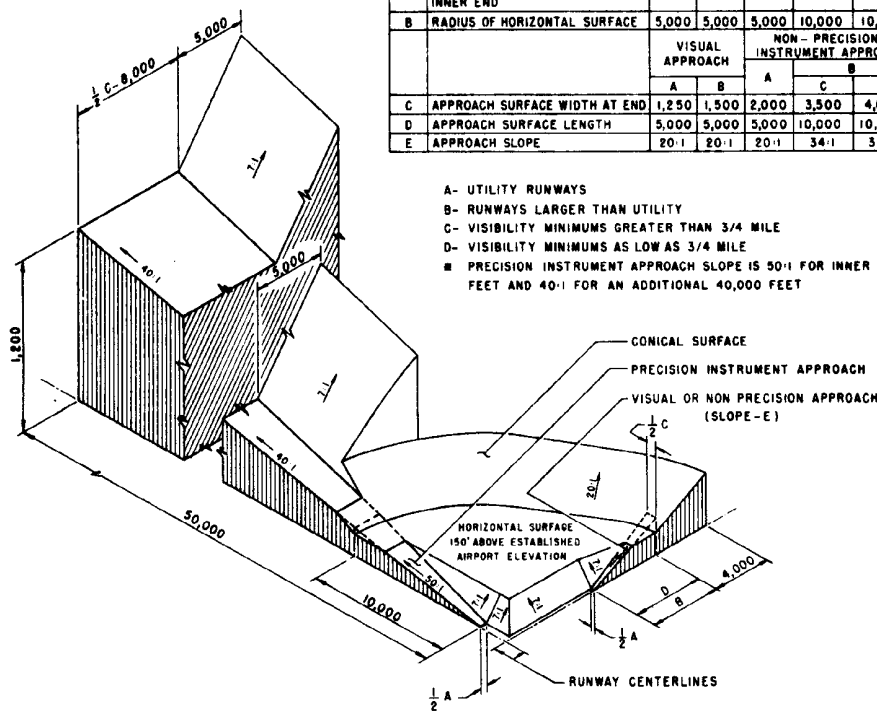 INNER END
B RADIUS OF HORIZONTAL SURFACE 5,000 5,000 5,000 10,000
VISUAL APPROACH
NON-PRECISION INSTRUMENT
A B A B
C
C APPROACH SURFACE WIDTH AT END 1,250 1,500 2,000 3,500
D APPROACH SURFACE LENGTH 5,000 5,000 5,000 10,000
E APPROACH SLOPE 20:1 20:1 20:1 34:1
A- UTILITY RUNWAYS
B- RUNWAYS LARGER THAN UTILITY
C- VISIBILITY MINIMUMS GREATER THAN 3/4 MILE
D- VISIBILITY MINIMUMS AS LOW AS 3/4 MILE
PRECISION INSTRUMENT APPROACH SLOPE IS 50:1 FOR INNER
FEET AND 40:1 FOR AN ADDITIONAL 40,000 FEET
5,000
1/2 C-8,000
7:1
40:1
5,000
1,200
7:1
40:1
CONICAL SURFACE
PRECISION INSTRUMENT APPROACH
VISUAL OR NON PRECISION APPROACH
(SLOPE-E)
1/2 C
20:1
50,000
HORIZONTAL SURFACE
150' ABOVE ESTABLISHED
AIRPORT ELEVATION
50:1
7:1
7:1
7:1
7:1
10,000
D
B
4,000
1/2 A
RUNWAY CENTERLINES
1/2 A